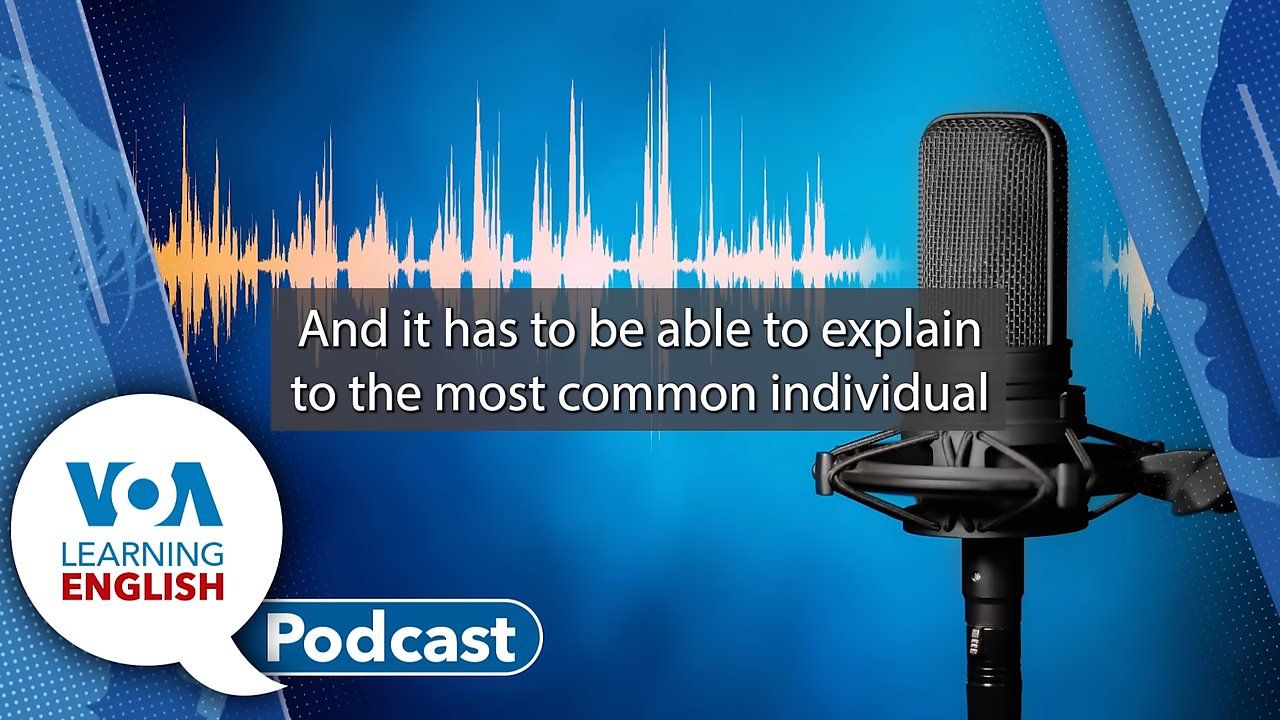 And it has to be able to explain
to the most common individual
VOA
LEARNING
ENGLISH
Podcast